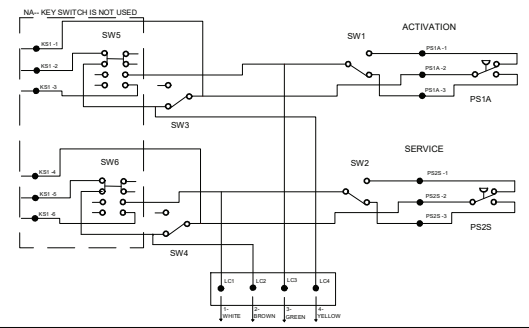 NA-- KEY SWITCH IS NOT USED
SW5
SW1
ACTIVATION
KS1 -1
KS1 -2
KS1 -3
PS1A -1
PS1A -2
PS1A -3
PS1A
SW3
SERVICE
SW6
SW2
KS1 -4
KS1 -5
KS1 -6
PS2S -1
PS2S -2
PS2S -3
PS2S
SW4
LC1
LC2
LC3
LC4
1-
WHITE
2-
BROWN
3-
GREEN
4-
YELLOW